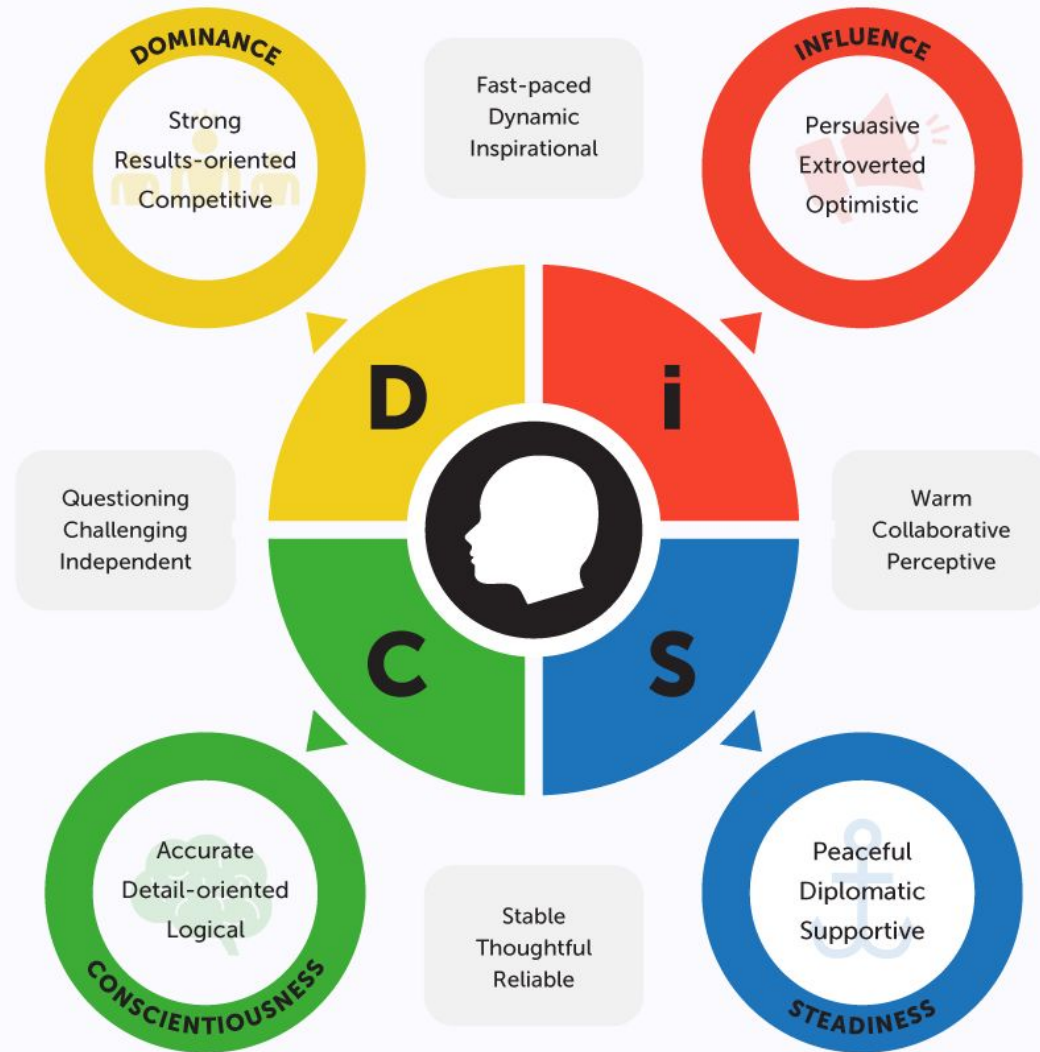 DOMINANCE
Strong
Results-oriented
Competitive
Fast-paced
Dynamic
Inspirational
INFLUENCE
Persuasive
Extroverted
Optimistic
D
i
Questioning
Challenging
Independent
Warm
Collaborative
Perceptive
C
S
Accurate
Detail-oriented
Logical
CONSCIENTIOUSNESS
Stable
Thoughtful
Reliable
Peaceful
Diplomatic
Supportive
STEADINESS